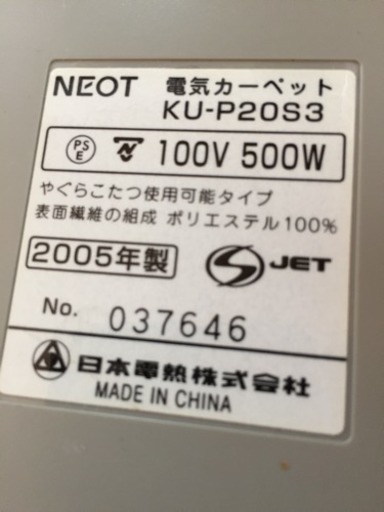 NEOT 電気カーペット
KU-P20S3
PS E 100V 500W
やぐらこたつ使用可能タイプ
表面繊維の組成 ポリエステル100%
2005年製 S JET
No. 037646
日本電熱株式会社
MADE IN CHINA